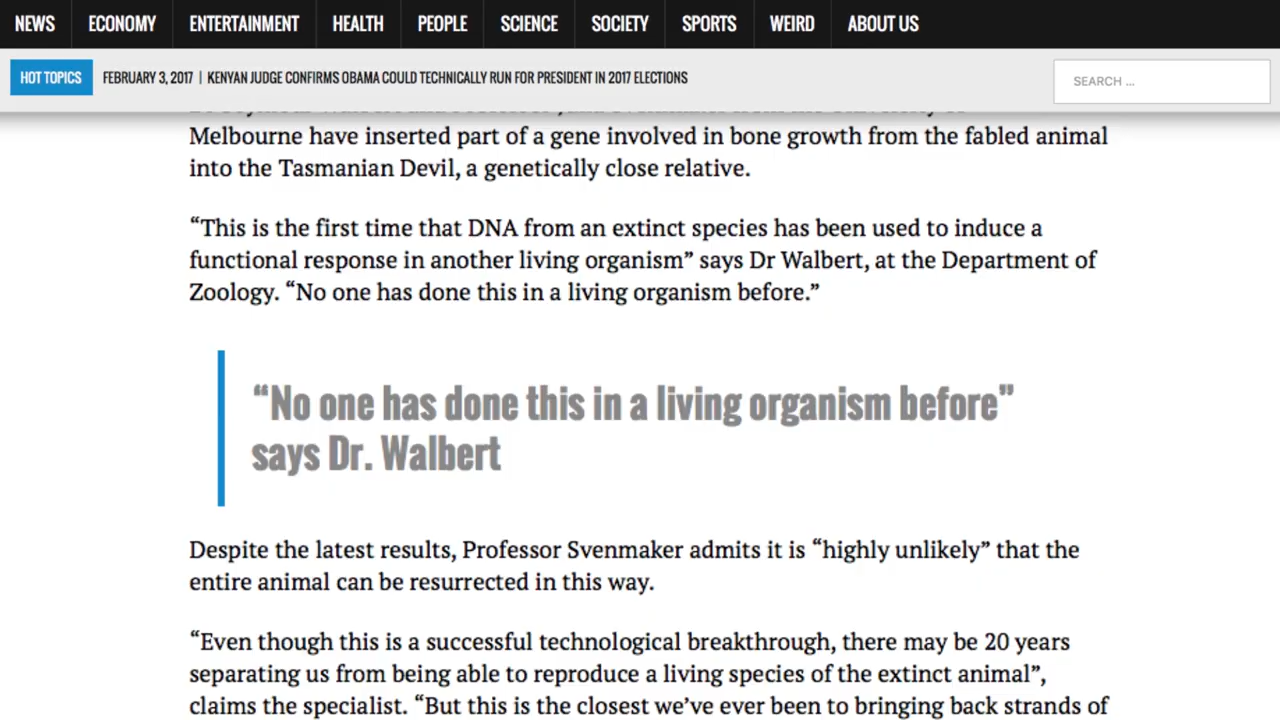 NEWS ECONOMY ENTERTAINMENT HEALTH PEOPLE SCIENCE SOCIETY SPORTS WEIRD ABOUT US
HOT TOPICS FEBRUARY 3, 2017 | KENYAN JUDGE CONFIRMS OBAMA COULD TECHNICALLY RUN FOR PRESIDENT IN 2017 ELECTIONS SEARCH …
Melbourne have inserted part of a gene involved in bone growth from the fabled animal
into the Tasmanian Devil, a genetically close relative.
“This is the first time that DNA from an extinct species has been used to induce a
functional response in another living organism” says Dr Walbert, at the Department of
Zoology. “No one has done this in a living organism before.”
“No one has done this in a living organism before”
says Dr. Walbert
Despite the latest results, Professor Svenmaker admits it is “highly unlikely” that the
entire animal can be resurrected in this way.
“Even though this is a successful technological breakthrough, there may be 20 years
separating us from being able to reproduce a living species of the extinct animal”,
claims the specialist. “But this is the closest we’ve ever been to bringing back strands of